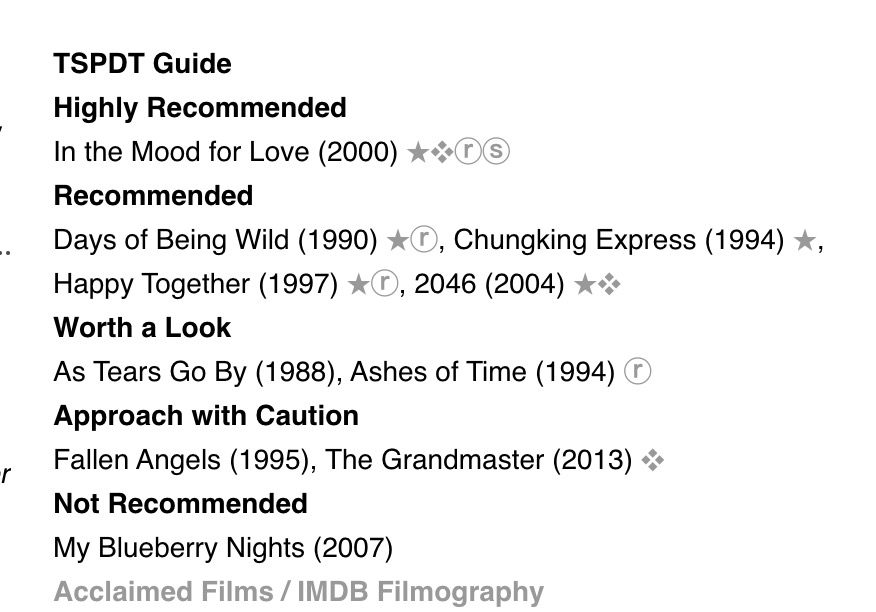 TSPDT Guide
Highly Recommended
In the Mood for Love (2000) ★❖ⓡⓢ
Recommended
Days of Being Wild (1990) ★ⓡ, Chungking Express (1994) ★,
Happy Together (1997) ★ⓡ, 2046 (2004) ★❖
Worth a Look
As Tears Go By (1988), Ashes of Time (1994) ⓡ
Approach with Caution
Fallen Angels (1995), The Grandmaster (2013) ❖
Not Recommended
My Blueberry Nights (2007)
Acclaimed Films / IMDB Filmography